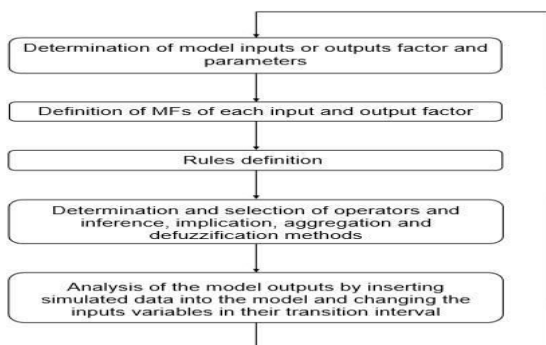 Determination of model inputs or outputs factor and
parameters
Definition of MFs of each input and output factor
Rules definition
Determination and selection of operators and
inference, implication, aggregation and
defuzzification methods
Analysis of the model outputs by inserting
simulated data into the model and changing the
inputs variables in their transition interval